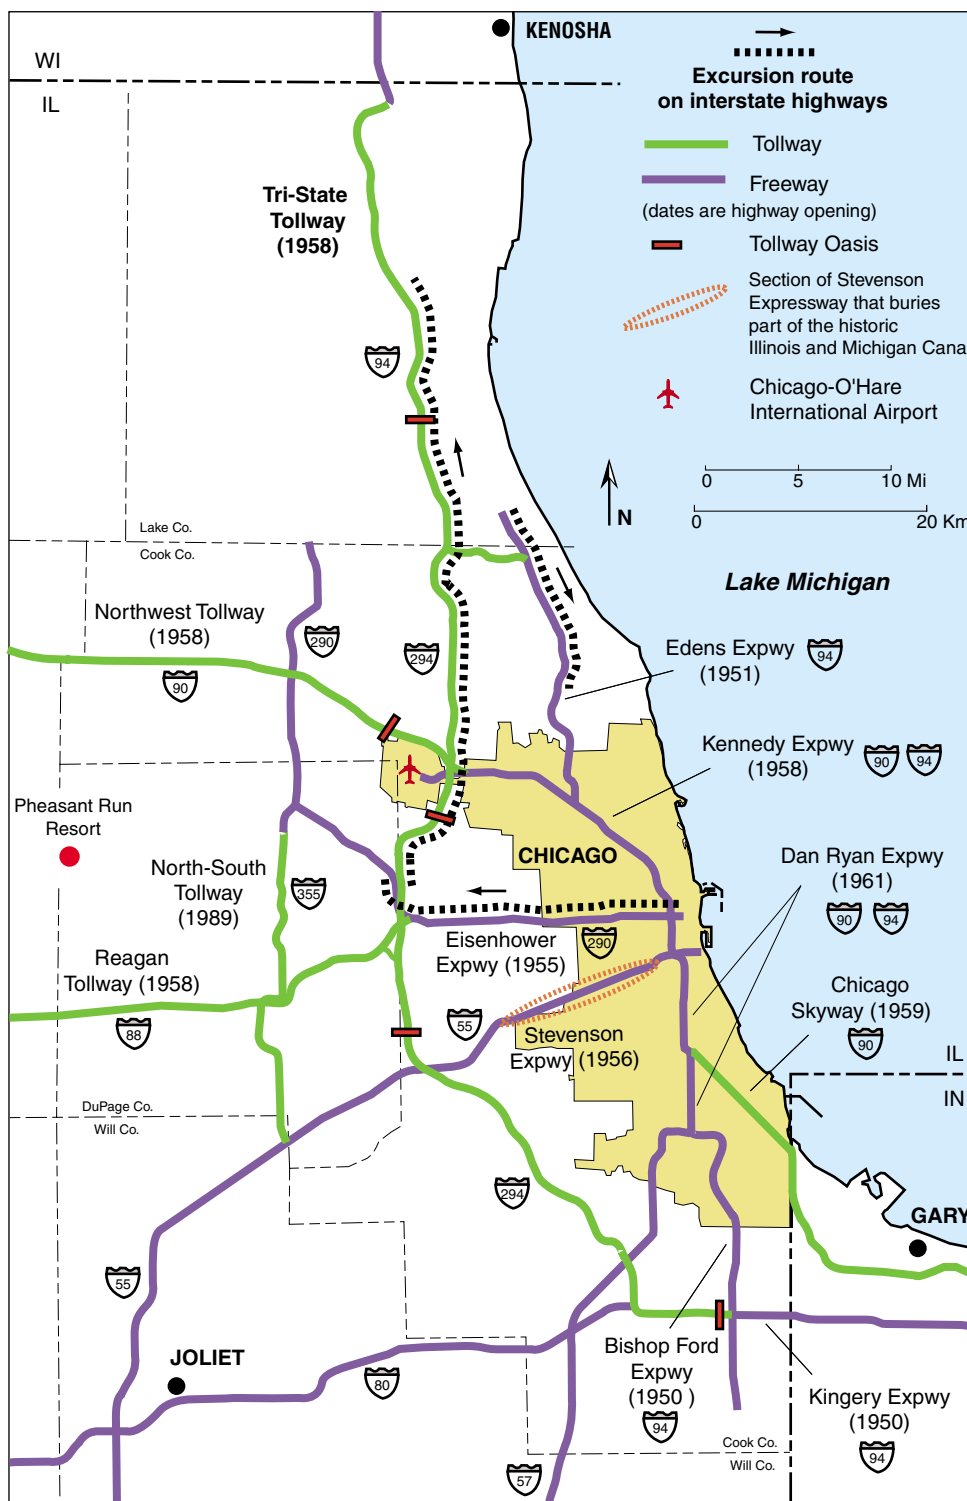 KENOSHA
WI
IL
Excursion route
on interstate highways
Tollway
Freeway
(dates are highway opening)
Tollway Oasis
Section of Stevenson
Expressway that buries
part of the historic
Illinois and Michigan Cana
Chicago-O'Hare
International Airport
0 5 10 Mi
0 20 Km
N
Tri-State
Tollway
(1958)
94
Lake Co.
Cook Co.
Lake Michigan
Northwest Tollway
(1958)
290
294
90
Edens Expwy
(1951)
94
Kennedy Expwy
(1958)
90
94
Pheasant Run
Resort
CHICAGO
North-South
Tollway
(1989)
355
Dan Ryan Expwy
(1961)
90
94
Eisenhower
Expwy (1955)
290
Reagan
Tollway (1958)
88
55
Stevenson
Expwy (1956)
Chicago
Skyway (1959)
90
IL
IN
DuPage Co.
Will Co.
294
GARY
55
JOLIET
80
Bishop Ford
Expwy
(1950 )
94
Kingery Expwy
(1950)
94
Cook Co.
Will Co.
57